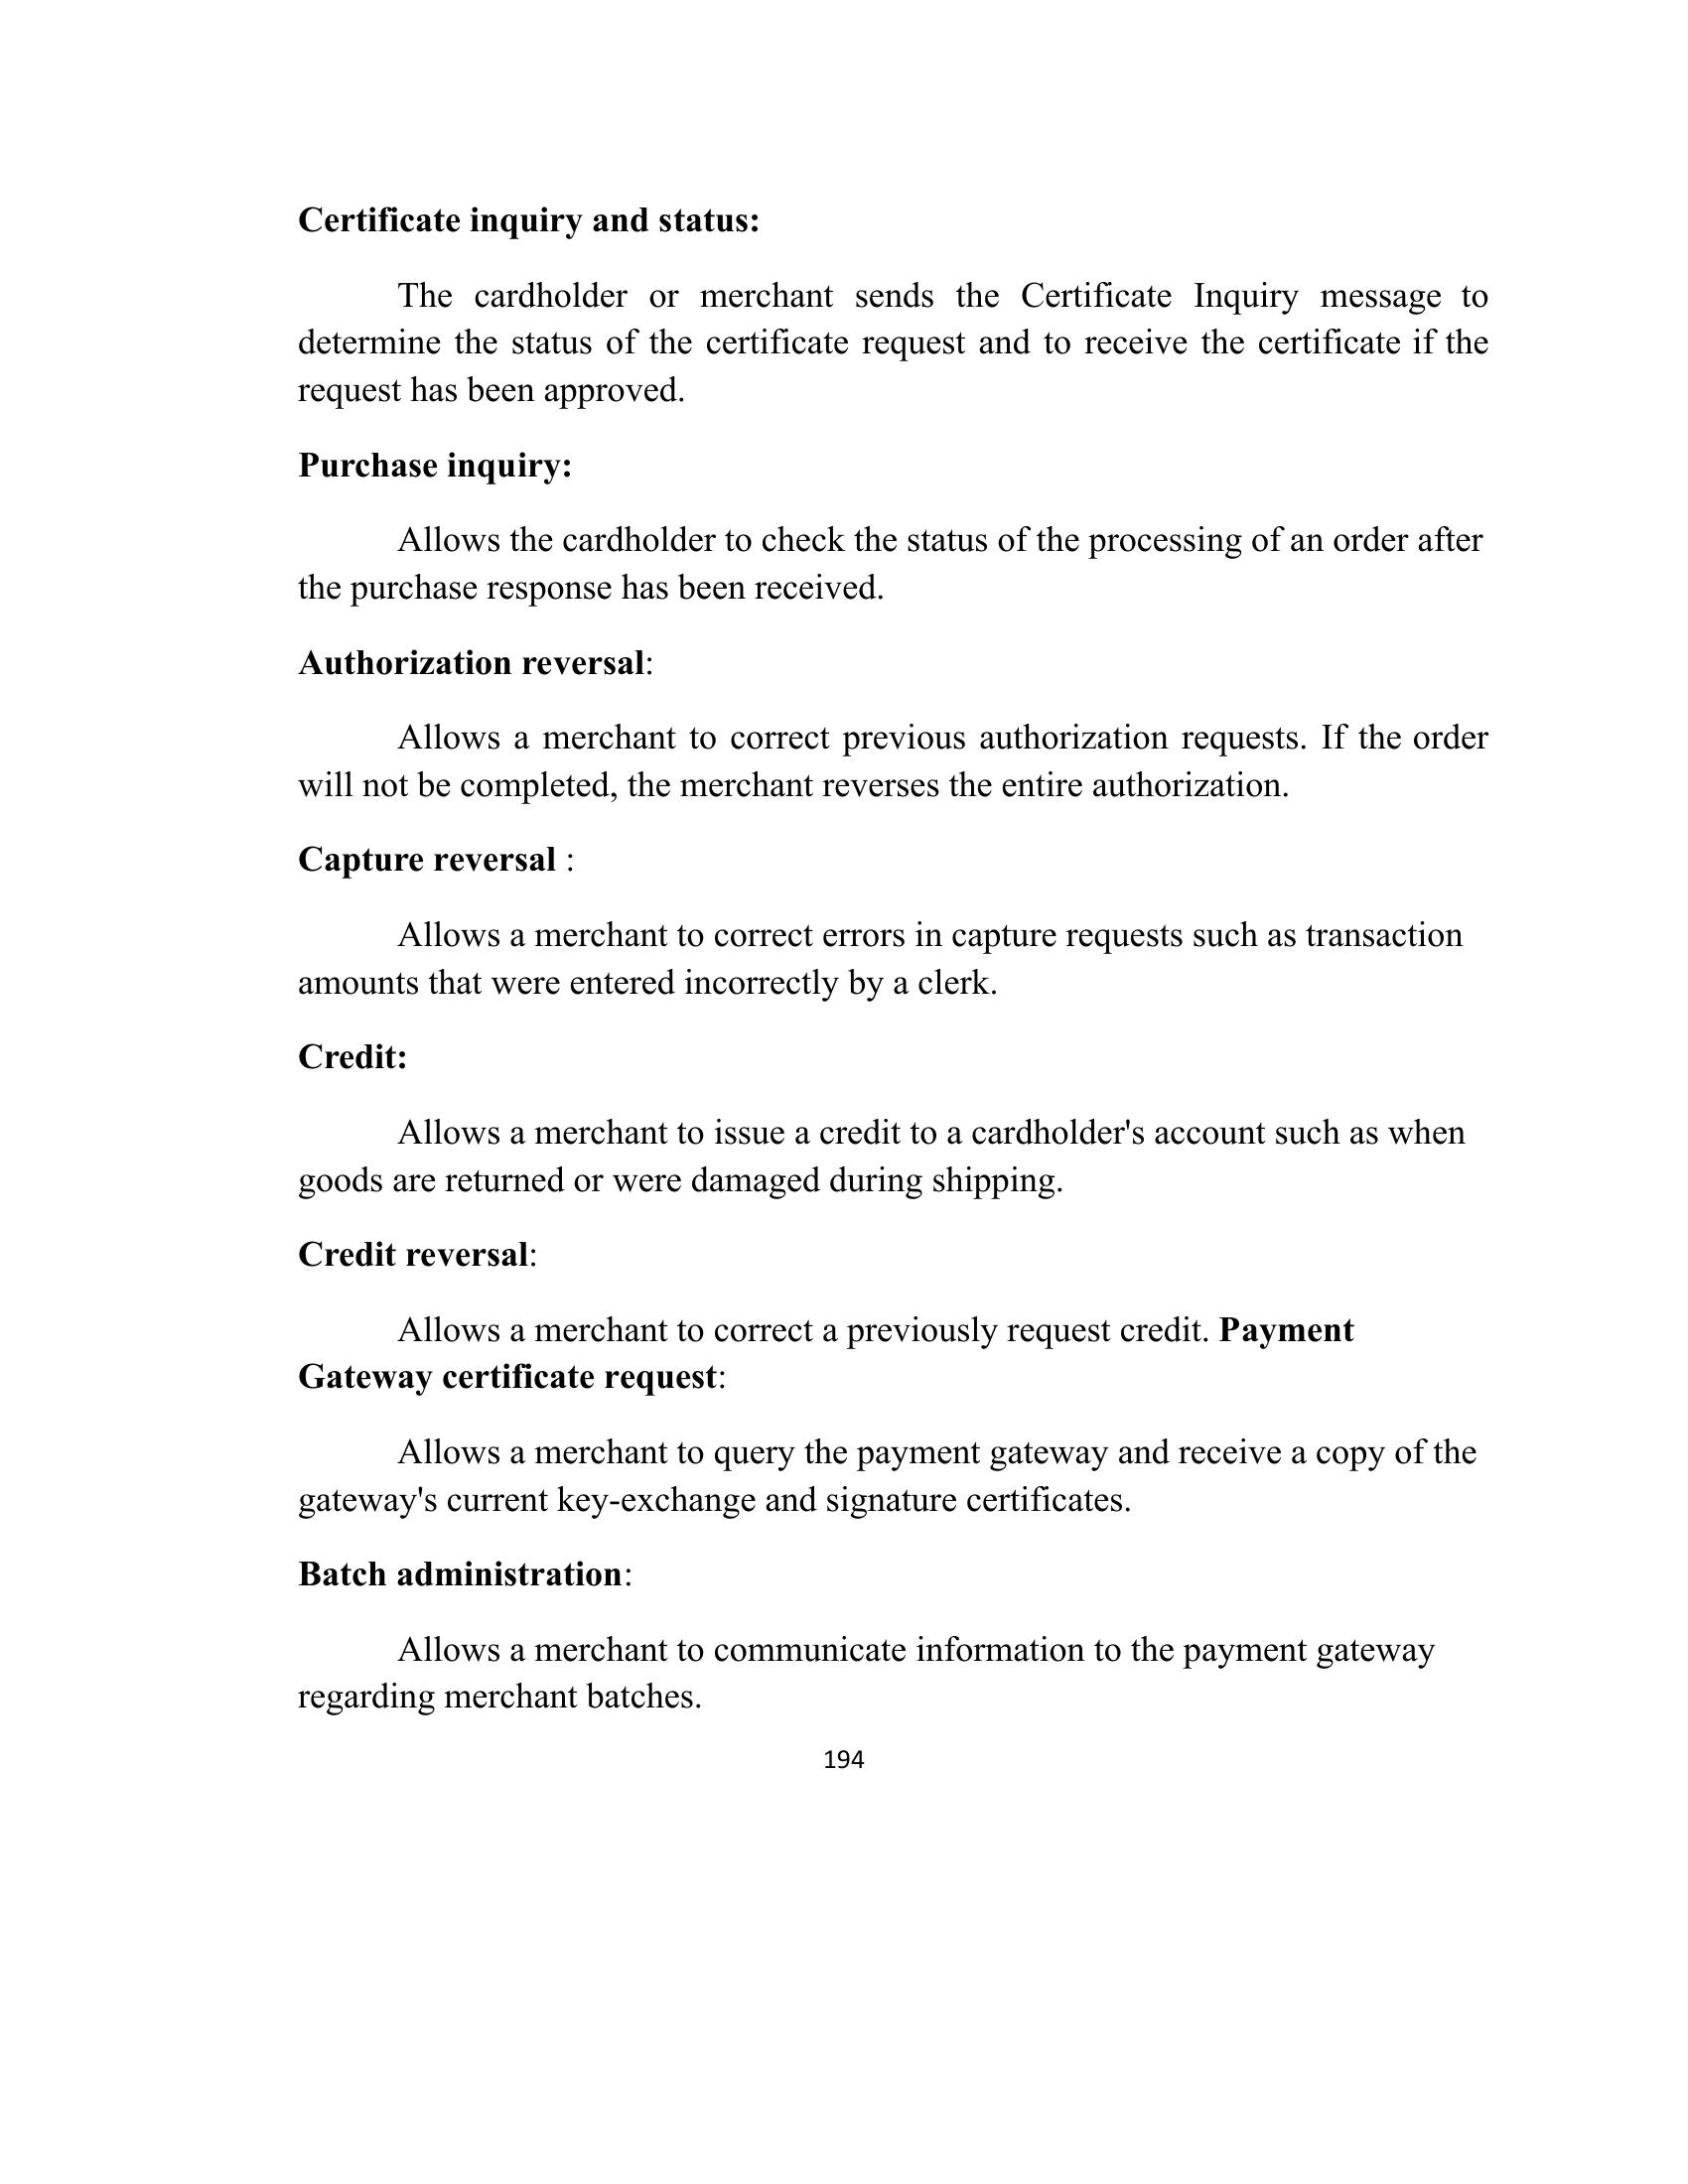 Certificate inquiry and status:
The cardholder or merchant sends the Certificate Inquiry message to
determine the status of the certificate request and to receive the certificate if the
request has been approved.
Purchase inquiry:
Allows the cardholder to check the status of the processing of an order after
the purchase response has been received.
Authorization reversal:
Allows a merchant to correct previous authorization requests. If the order
will not be completed, the merchant reverses the entire authorization.
Capture reversal :
Allows a merchant to correct errors in capture requests such as transaction
amounts that were entered incorrectly by a clerk.
Credit:
Allows a merchant to issue a credit to a cardholder's account such as when
goods are returned or were damaged during shipping.
Credit reversal:
Allows a merchant to correct a previously request credit. Payment
Gateway certificate request:
Allows a merchant to query the payment gateway and receive a copy of the
gateway's current key-exchange and signature certificates.
Batch administration:
Allows a merchant to communicate information to the payment gateway
regarding merchant batches.
194